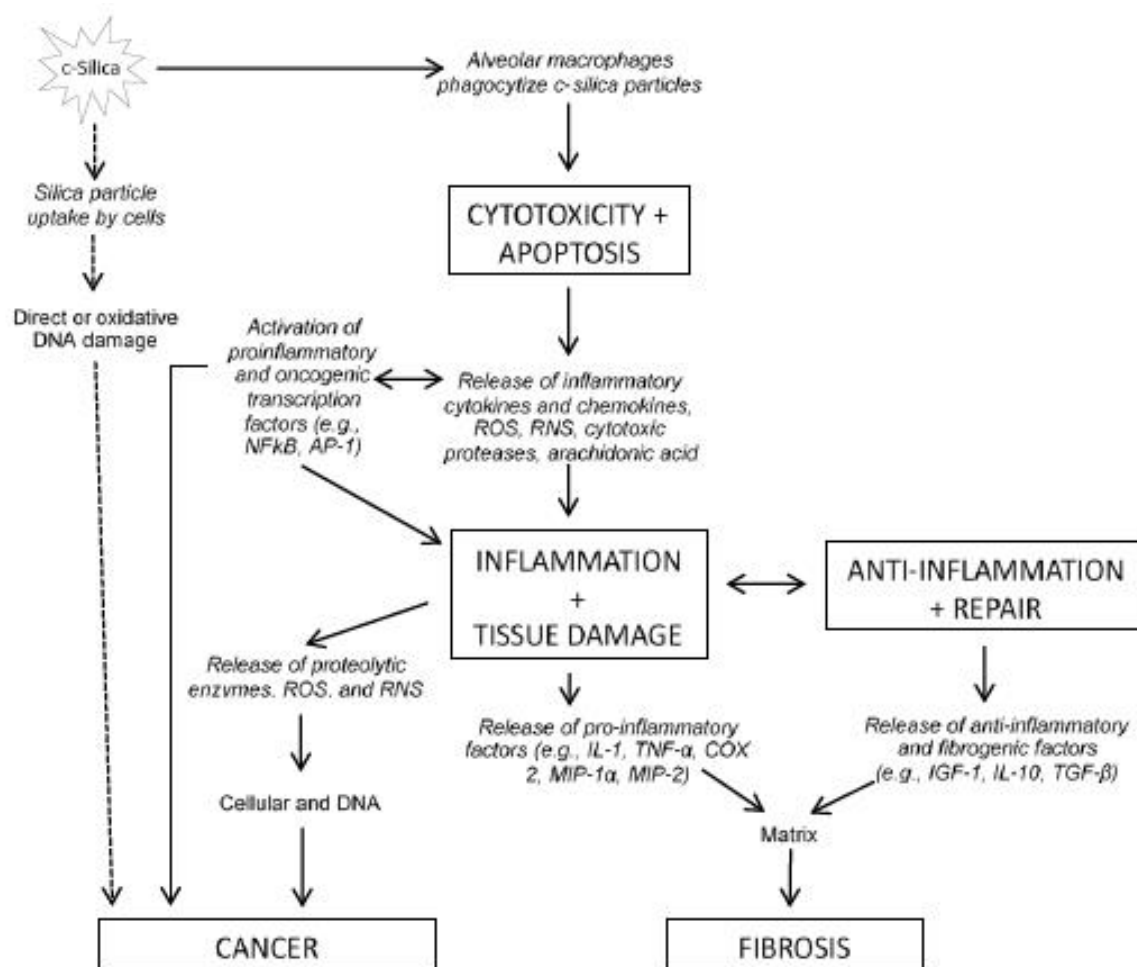 c-Silica
Alveolar macrophages
phagocytize c-silica particles
Silica particle
uptake by cells
CYTOTOXICITY +
APOPTOSIS
Direct or oxidative
DNA damage
Activation of
proinflammatory
and oncogenic
transcription
factors (e.g.,
NFkB, AP-1)
Release of inflammatory
cytokines and chemokines,
ROS, RNS, cytotoxic
proteases, arachidonic acid
INFLAMMATION
+
TISSUE DAMAGE
ANTI-INFLAMMATION
+ REPAIR
Release of proteolytic
enzymes. ROS. and RNS
Release of pro-inflammatory
factors (e.g., IL-1, TNF-α, COX
2, MIP-1α, MIP-2)
Release of anti-inflammatory
and fibrogenic factors
(e.g., IGF-1, IL-10, TGF-β)
Cellular and DNA
Matrix
CANCER
FIBROSIS